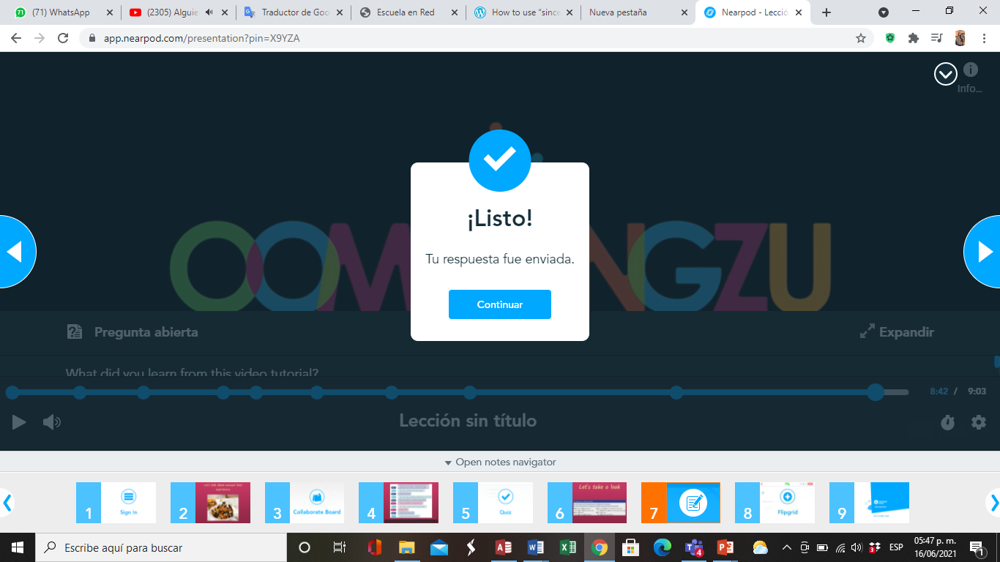 71 (71) WhatsApp
(2305) Alguie
Traductor de Goo
Escuela en Red
How to use "since
Nueva pestaña
Nearpod - Lecció
app.nearpod.com/presentation?pin=X9YZA
Info...
¡Listo!
Tu respuesta fue enviada.
Continuar
Pregunta abierta
Expandir
What did you learn from this video tutorial?
8:42 / 9:03
Lección sin título
Open notes navigator
1 Sign In
2 Let's talk about unusual food experiences
3 Collaborate Board
4
5 Quiz
6 Let's take a look
7
8 Flipgrid
9
Escribe aquí para buscar
4
ESP
05:47 p. m.
16/06/2021
1